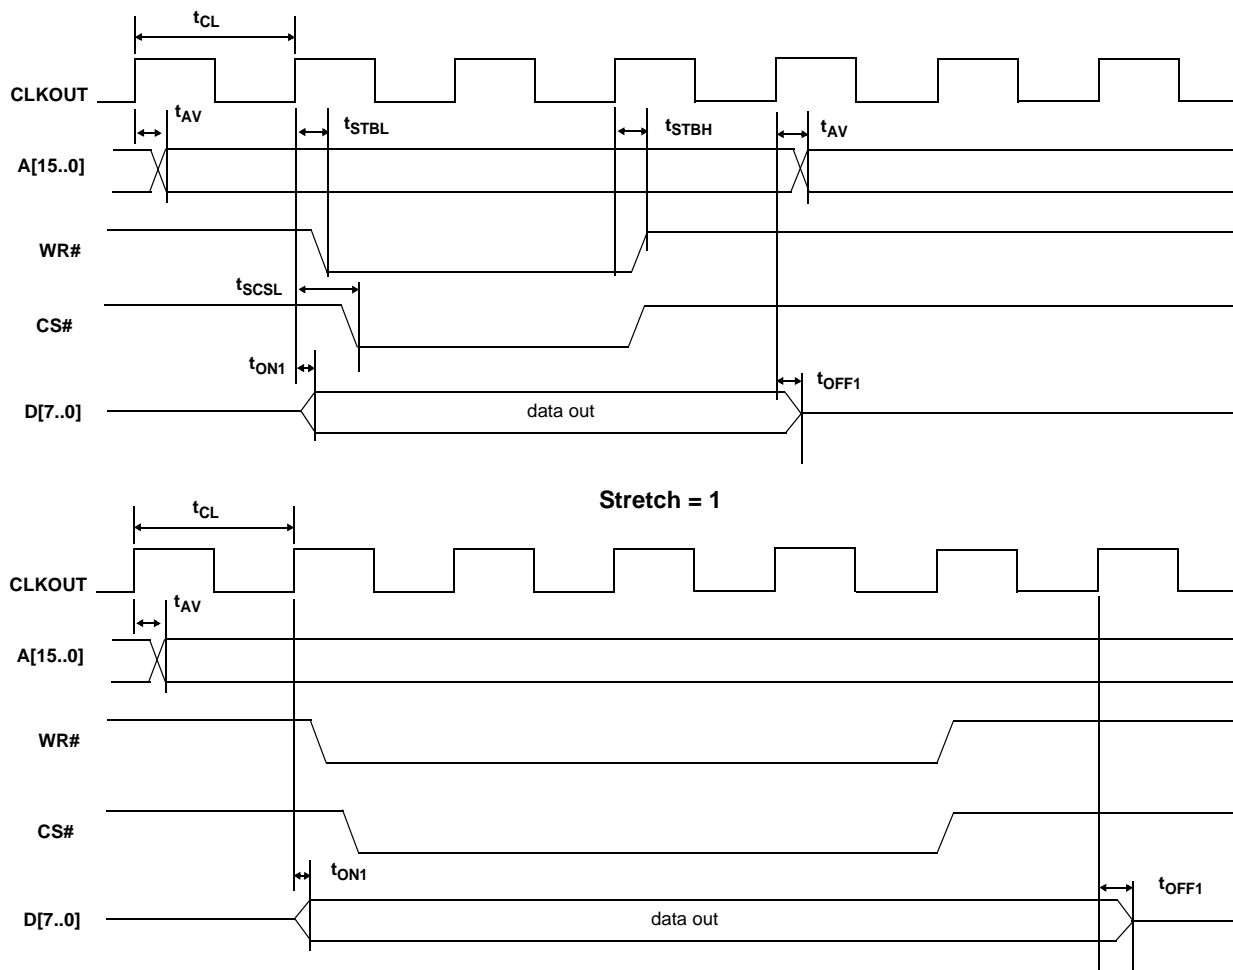 tCL
CLKOUT
tAV
tSTBL
tSTBH
tAV
A[15..0]
WR#
tSCSL
CS#
tON1
tOFF1
D[7..0]
data out
Stretch = 1
tCL
CLKOUT
tAV
A[15..0]
WR#
CS#
tON1
tOFF1
D[7..0]
data out